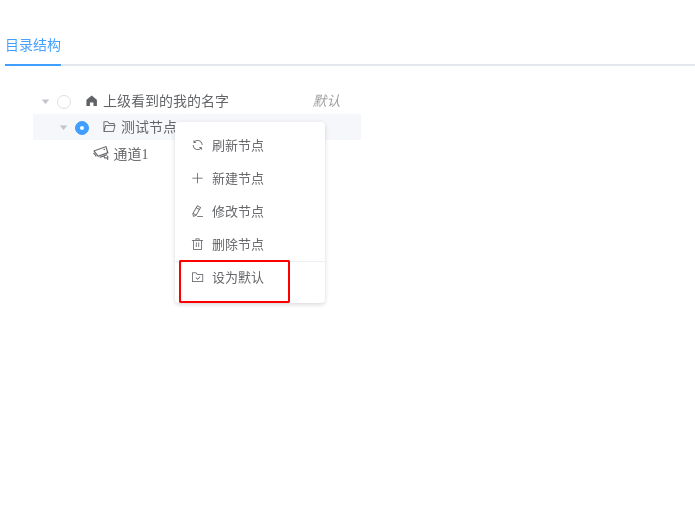 目录结构
上级看到的我的名字 默认
测试节点
通道1
刷新节点
新建节点
修改节点
删除节点
设为默认